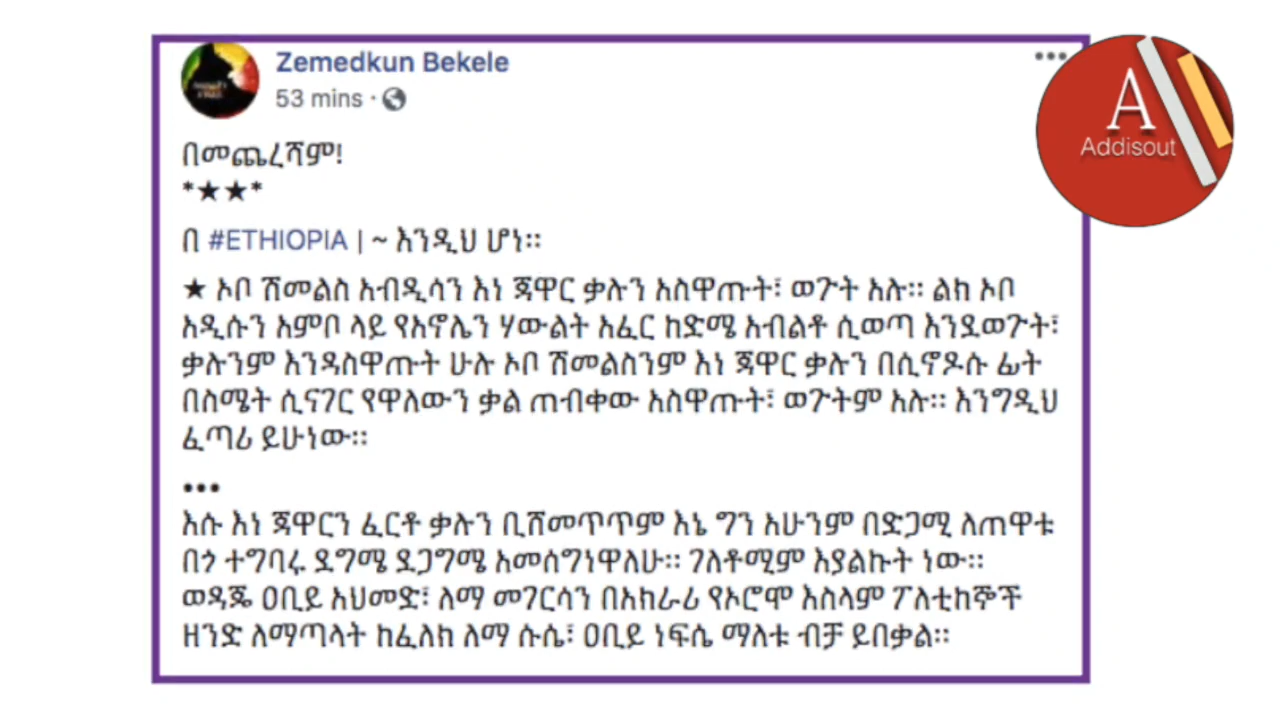 Zemedkun Bekele
53 mins ·
በመጨረሻም!
*★★*
በ #ETHIOPIA | ~ እንዲህ ሆነ።
★ ኦቦ ሽመልስ አብዲሳን እነ ጃዋር ቃሉን አስዋጡት፣ ወጉት አሉ። ልክ ኦቦ
አዲሱን አምቦ ላይ የአኖሌን ሃውልት አፈር ከድሜ አብልቶ ሲወጣ እንደወጉት፣
ቃሉንም እንዳስዋጡት ሁሉ ኦቦ ሽመልስንም እነ ጃዋር ቃሉን በሲኖዶሱ ፊት
በስሜት ሲናገር የዋለውን ቃል ጠብቀው አስዋጡት፣ ወጉትም አሉ። እንግዲህ
ፈጣሪ ይሁነው።
•••
እሱ እነ ጃዋርን ፈርቶ ቃሉን ቢሸመጥጥም እኔ ግን አሁንም በድጋሚ ለጠዋቱ
በጎ ተግባሩ ደግሜ ደጋግሜ አመሰግነዋለሁ። ገለቶሚም እያልኩት ነው።
ወዳጄ ዐቢይ አህመድ፣ ለማ መገርሳን በአክራሪ የኦሮሞ እስላም ፖለቲከኞች
ዘንድ ለማጣላት ከፈለክ ለማ ሱሴ፣ ዐቢይ ነፍሴ ማለቱ ብቻ ይበቃል።
A
Addisout